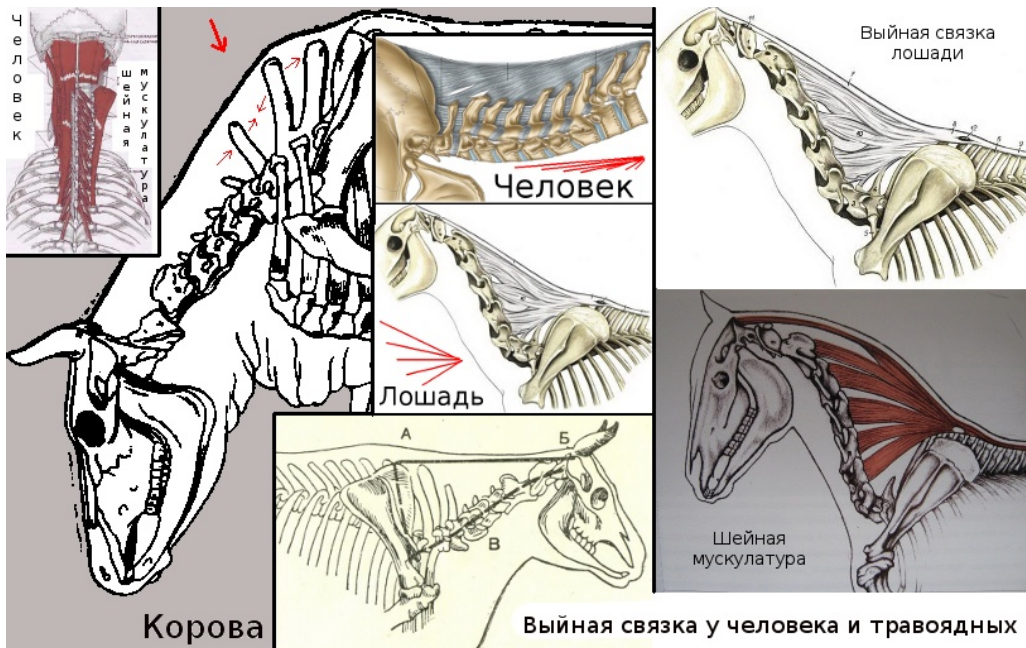 Человек
шейная
мускулатура
Человек
Выйная связка
лошади
Лошадь
А
Б
В
Шейная
мускулатура
Корова
Выйная связка у человека и травоядных